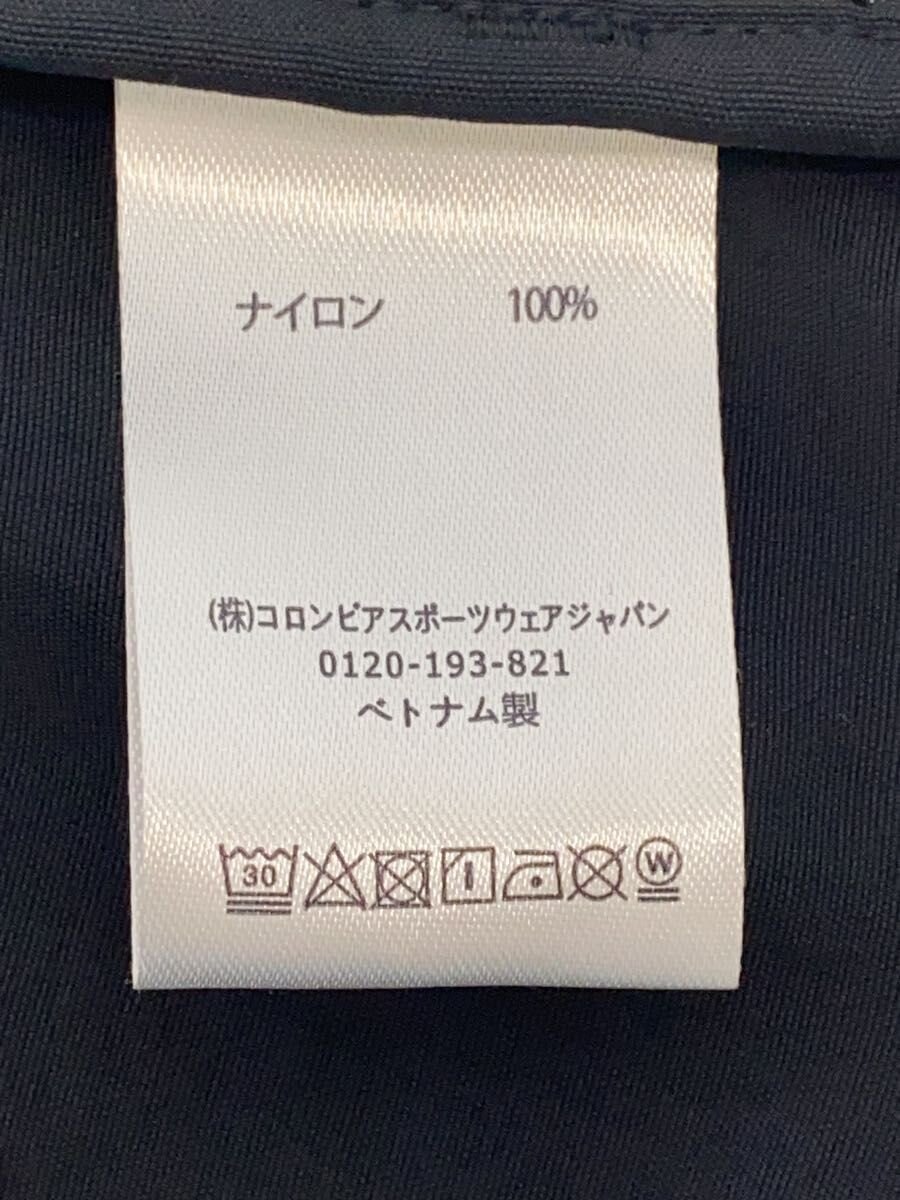 ナイロン 100%
(株)コロンビアスポーツウェアジャパン
0120-193-821
ベトナム製
30 W